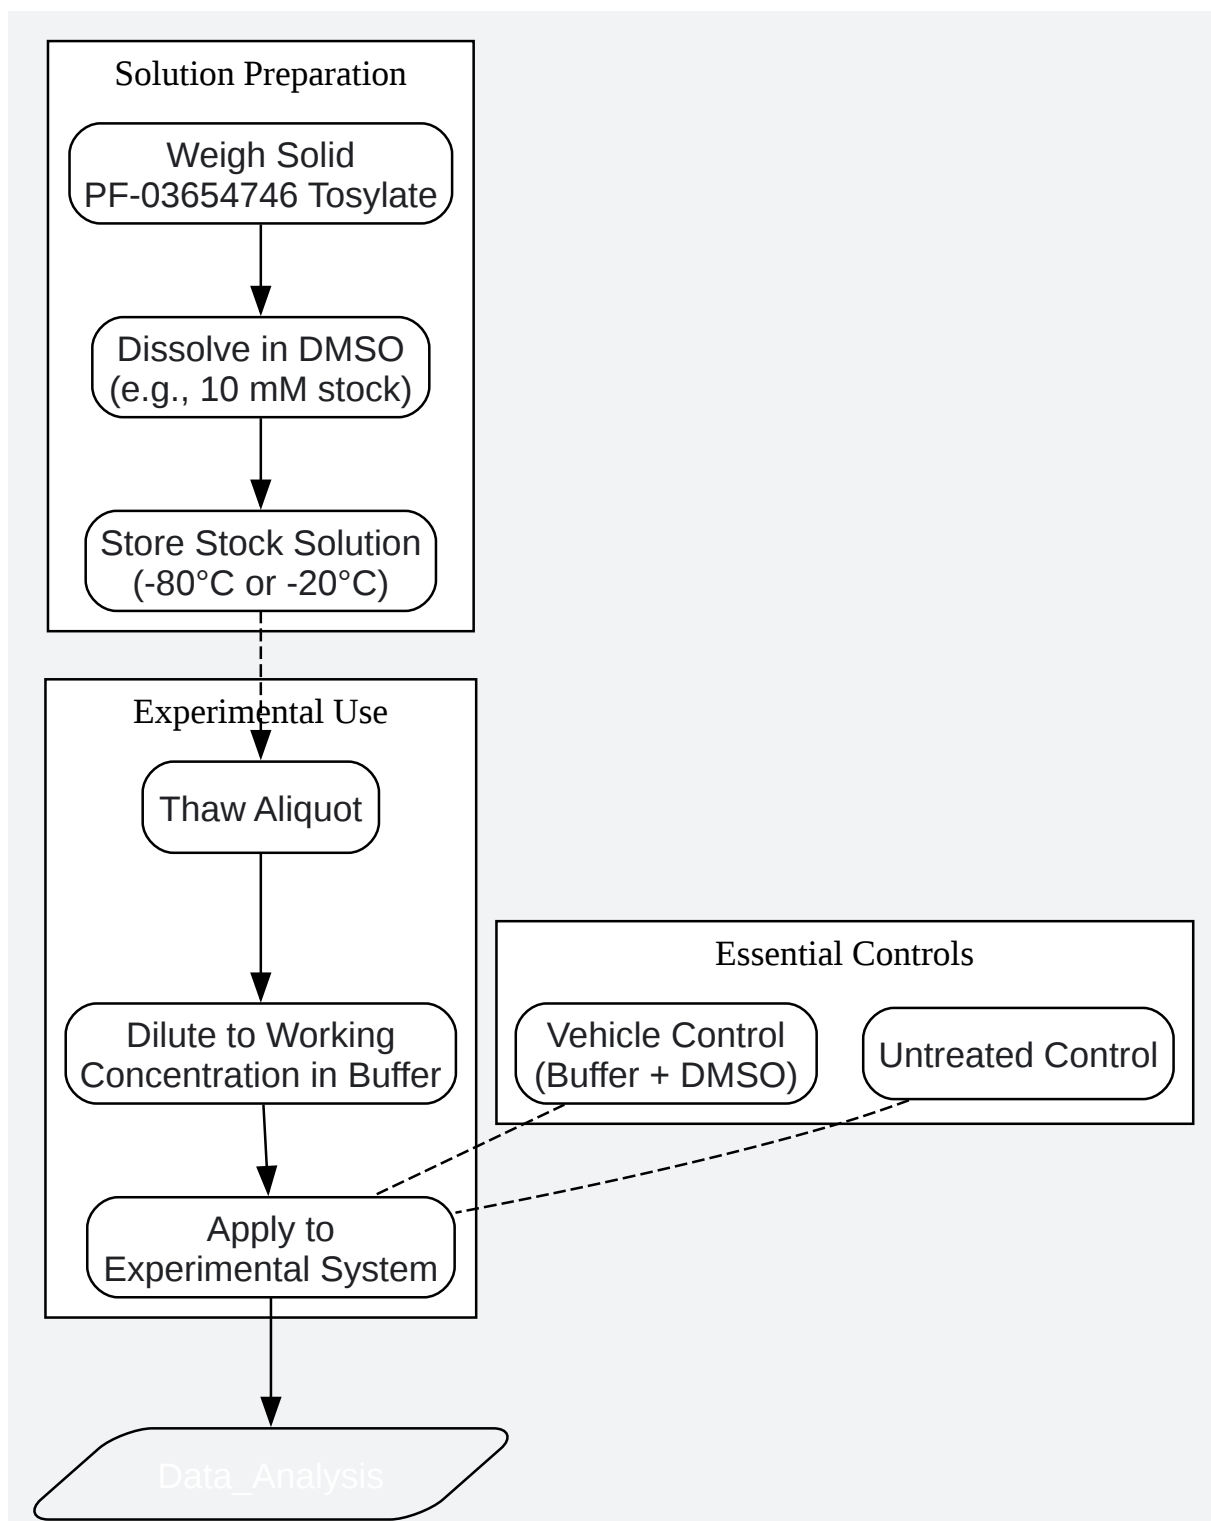 Solution Preparation
Weigh Solid
PF-03654746 Tosylate
Dissolve in DMSO
(e.g., 10 mM stock)
Store Stock Solution
(-80°C or -20°C)
Experimental Use
Thaw Aliquot
Essential Controls
Dilute to Working
Concentration in Buffer
Vehicle Control
(Buffer + DMSO)
Untreated Control
Apply to
Experimental System
Data_Analysis